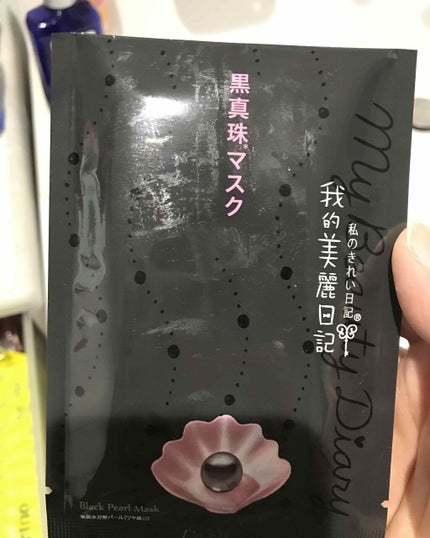 黒真珠マスク
My Beauty Diary
私のきれい日記®
我的美麗日記
Black Pearl Mask